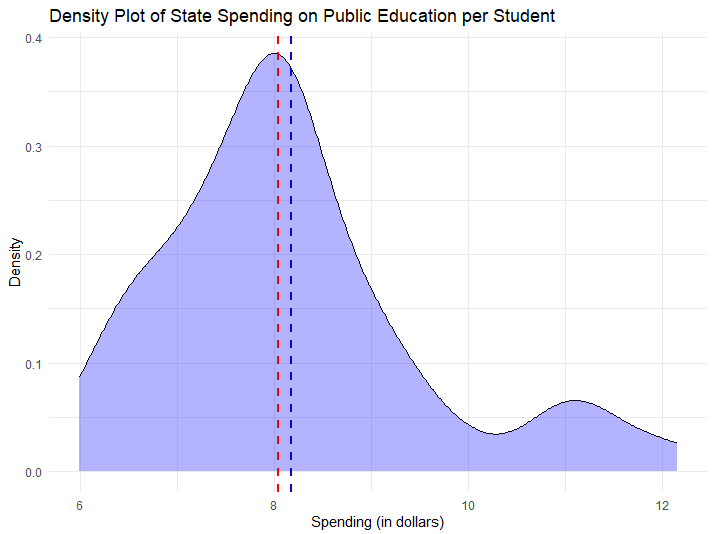 Density Plot of State Spending on Public Education per Student
0.4
0.3
0.2
0.1
0.0
Density
6 8 10 12
Spending (in dollars)